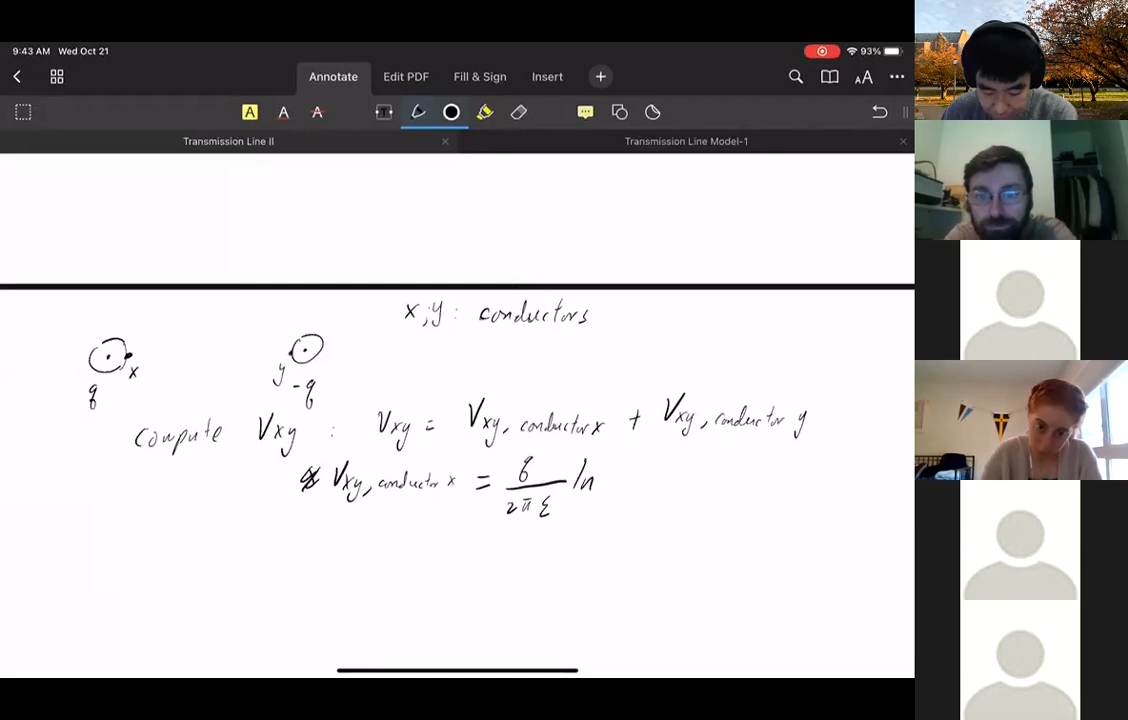 9:43 AM Wed Oct 21
93%
Annotate Edit PDF Fill & Sign Insert
AA
A A A T
Transmission Line II
Transmission Line Model-1
x, y : conductors
x
y
q
-q
compute Vxy : Vxy = Vxy, conductor x + Vxy, conductor y
Vxy, conductor x = q / 2πε ln